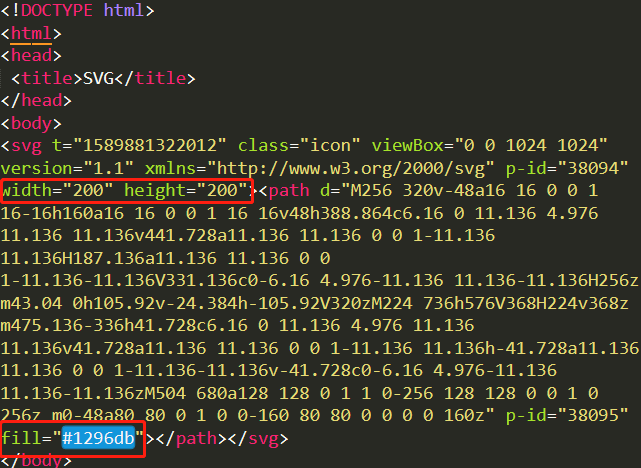 <!DOCTYPE html>
<html>
<head>
<title>SVG</title>
</head>
<body>
<svg t="1589881322012" class="icon" viewBox="0 0 1024 1024"
version="1.1" xmlns="http://www.w3.org/2000/svg" p-id="38094"
width="200" height="200"><path d="M256 320v-48a16 16 0 0 1
16-16h160a16 16 0 0 1 16 16v48h388.864c6.16 0 11.136 4.976
11.136 11.136v441.728a11.136 11.136 0 0 1-11.136
11.136H187.136a11.136 11.136 0 0
1-11.136-11.136V331.136c0-6.16 4.976-11.136 11.136-11.136H256z
m43.04 0h105.92v-24.384h-105.92V320zM224 736h576V368H224v368z
m475.136-336h41.728c6.16 0 11.136 4.976 11.136
11.136v41.728a11.136 11.136 0 0 1-11.136 11.136h-41.728a11.136
11.136 0 0 1-11.136-11.136v-41.728c0-6.16 4.976-11.136
11.136-11.136zM504 680a128 128 0 1 1 0-256 128 128 0 0 1 0
256z m0-48a80 80 0 1 0 0-160 80 80 0 0 0 0 160z" p-id="38095"
fill="#1296db"></path></svg>
</body>